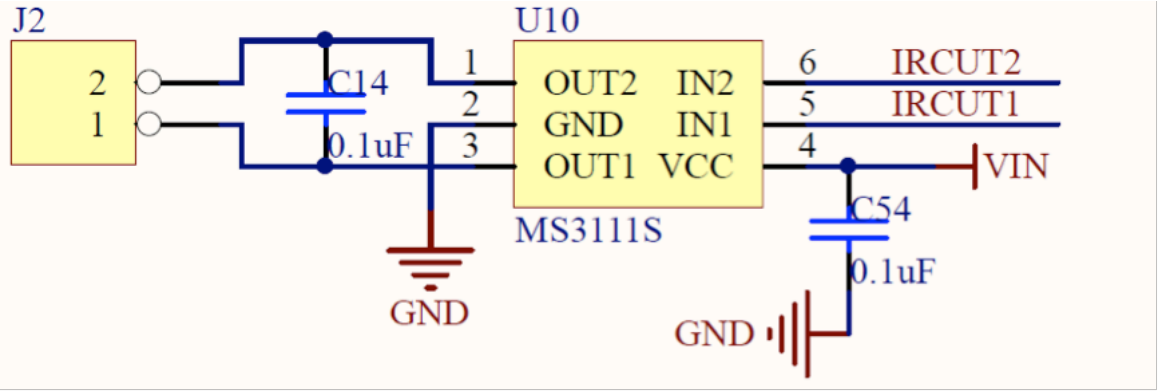 J2
U10
2
1
C14
0.1uF
1
2
3
OUT2 IN2
GND IN1
OUT1 VCC
6
5
4
IRCUT2
IRCUT1
VIN
MS3111S
C54
0.1uF
GND
GND